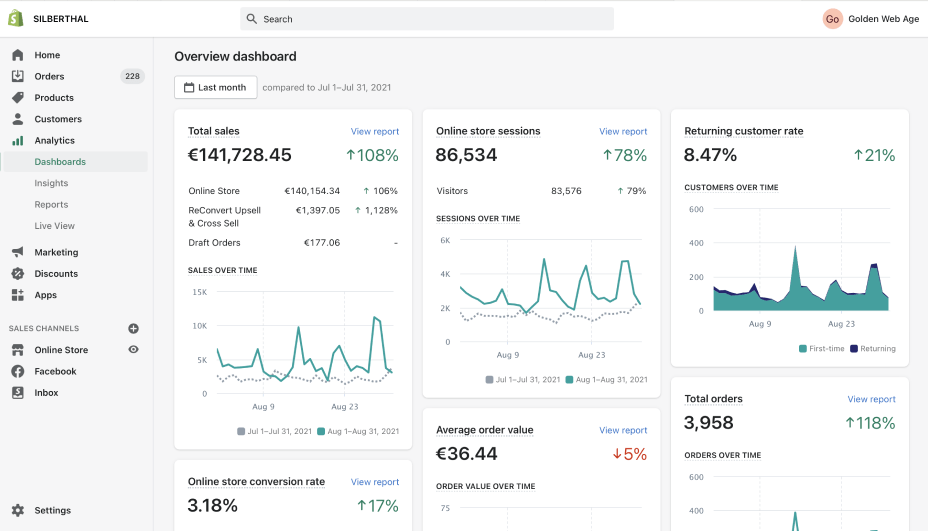 SILBERTHAL
Search
Go Golden Web Age
Home
Orders 228
Products
Customers
Analytics
Dashboards
Insights
Reports
Live View
Marketing
Discounts
Apps
SALES CHANNELS
Online Store
Facebook
Inbox
Settings
Overview dashboard
Last month compared to Jul 1–Jul 31, 2021
Total sales View report
€141,728.45 ↑108%
Online Store €140,154.34 ↑ 106%
ReConvert Upsell €1,397.05 ↑ 1,128%
& Cross Sell
Draft Orders €177.06 -
SALES OVER TIME
15K
10K
5K
0
Aug 9 Aug 23
Jul 1–Jul 31, 2021 Aug 1–Aug 31, 2021
Online store conversion rate View report
3.18% ↑17%
Online store sessions View report
86,534 ↑78%
Visitors 83,576 ↑ 79%
SESSIONS OVER TIME
6K
4K
2K
0
Aug 9 Aug 23
Jul 1–Jul 31, 2021 Aug 1–Aug 31, 2021
Average order value View report
€36.44 ↓5%
ORDER VALUE OVER TIME
75
Returning customer rate
8.47% ↑21%
CUSTOMERS OVER TIME
600
400
200
0
Aug 9 Aug 23
First-time Returning
Total orders View report
3,958 ↑118%
ORDERS OVER TIME
600
400